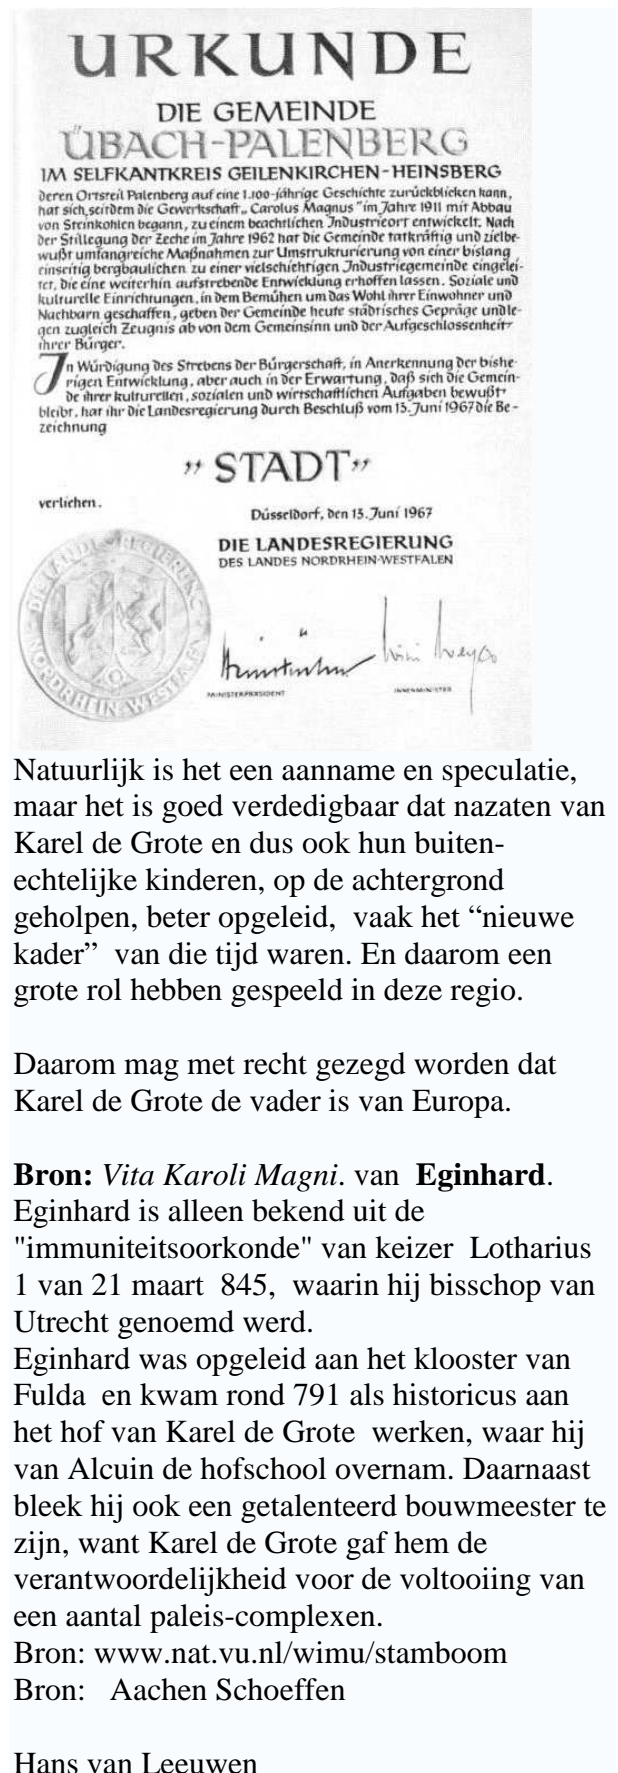 URKUNDE
DIE GEMEINDE
ÜBACH-PALENBERG
IM SELFKANTKREIS GEILENKIRCHEN-HEINSBERG
deren Ortsteil Palenberg auf eine 1.100-jährige Geschichte zurückblicken kann,
hat sich, seitdem die Gewerkschaft „Carolus Magnus" im Jahre 1911 mit Abbau
von Steinkohlen begann, zu einem beachtlichen Industrieort entwickelt. Nach
der Stillegung der Zeche im Jahre 1962 hat die Gemeinde tatkräftig und zielbe-
wußt umfangreiche Maßnahmen zur Umstrukturierung von einer bislang
einseitig bergbaulichen zu einer vielschichtigen Industriegemeinde eingelei-
tet, die eine weiterhin aufstrebende Entwicklung erhoffen lassen. Soziale und
kulturelle Einrichtungen, in dem Bemühen um das Wohl ihrer Einwohner und
Nachbarn geschaffen, geben der Gemeinde heute städtisches Gepräge und le-
gen zugleich Zeugnis ab von dem Gemeinsinn und der Aufgeschlossenheit
ihrer Bürger.
In Würdigung des Strebens der Bürgerschaft, in Anerkennung der bishe-
rigen Entwicklung, aber auch in der Erwartung, daß sich die Gemein-
de ihrer kulturellen, sozialen und wirtschaftlichen Aufgaben bewußt
bleibt, hat ihr die Landesregierung durch Beschluß vom 13. Juni 1967 die Be-
zeichnung
" STADT "
verliehen.
Düsseldorf, den 13. Juni 1967
DIE LANDESREGIERUNG
DES LANDES NORDRHEIN-WESTFALEN
DIE LANDESREGIERUNG
NORDRHEIN-WESTFALEN
MINISTERPRÄSIDENT
INNENMINISTER
Natuurlijk is het een aanname en speculatie,
maar het is goed verdedigbaar dat nazaten van
Karel de Grote en dus ook hun buiten-
echtelijke kinderen, op de achtergrond
geholpen, beter opgeleid, vaak het “nieuwe
kader” van die tijd waren. En daarom een
grote rol hebben gespeeld in deze regio.
Daarom mag met recht gezegd worden dat
Karel de Grote de vader is van Europa.
Bron: Vita Karoli Magni. van Eginhard.
Eginhard is alleen bekend uit de
"immuniteitsoorkonde" van keizer Lotharius
1 van 21 maart 845, waarin hij bisschop van
Utrecht genoemd werd.
Eginhard was opgeleid aan het klooster van
Fulda en kwam rond 791 als historicus aan
het hof van Karel de Grote werken, waar hij
van Alcuin de hofschool overnam. Daarnaast
bleek hij ook een getalenteerd bouwmeester te
zijn, want Karel de Grote gaf hem de
verantwoordelijkheid voor de voltooiing van
een aantal paleis-complexen.
Bron: www.nat.vu.nl/wimu/stamboom
Bron: Aachen Schoeffen
Hans van Leeuwen